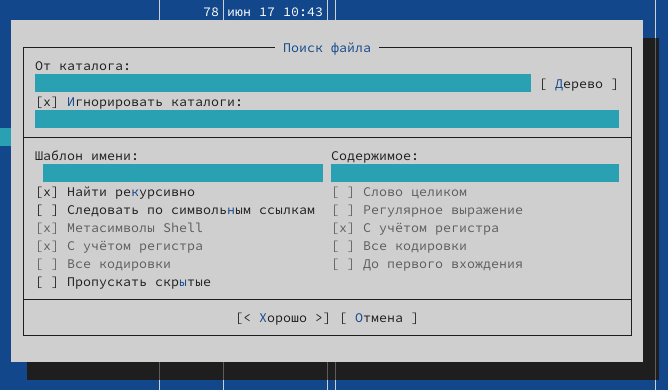 78 июн 17 10:43
Поиск файла
От каталога:
[ Дерево ]
[x] Игнорировать каталоги:
Шаблон имени: Содержимое:
[x] Найти рекурсивно [ ] Слово целиком
[ ] Следовать по символьным ссылкам [ ] Регулярное выражение
[x] Метасимволы Shell [x] С учётом регистра
[x] С учётом регистра [ ] Все кодировки
[ ] Все кодировки [ ] До первого вхождения
[ ] Пропускать скрытые
[< Хорошо >] [ Отмена ]